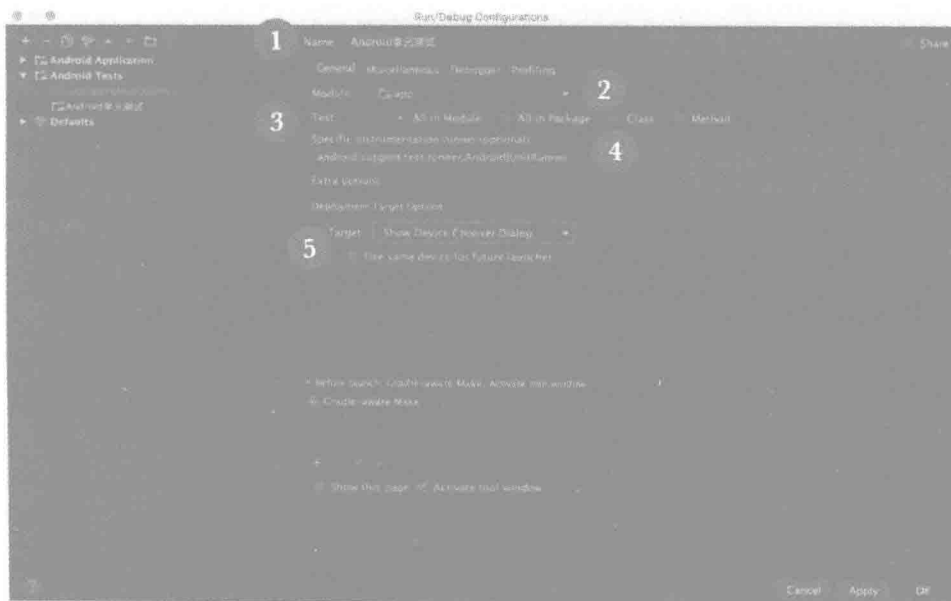 Run/Debug Configurations
1
Name Android单元测试
Share
Android Application
Android Tests
Android单元测试
Defaults
General Miscellaneous Debugger Profiling
Module app
2
3
Test All in Module All in Package Class Method
Specific instrumentation runner (optional)
android.support.test.runner.AndroidJUnitRunner
4
Extra options
Deployment Target Options
Target Show Device Chooser Dialog
5
Use same device for future launches
Before launch: Gradle-aware Make, Activate tool window
Gradle-aware Make
Show this page Activate tool window
Cancel Apply OK